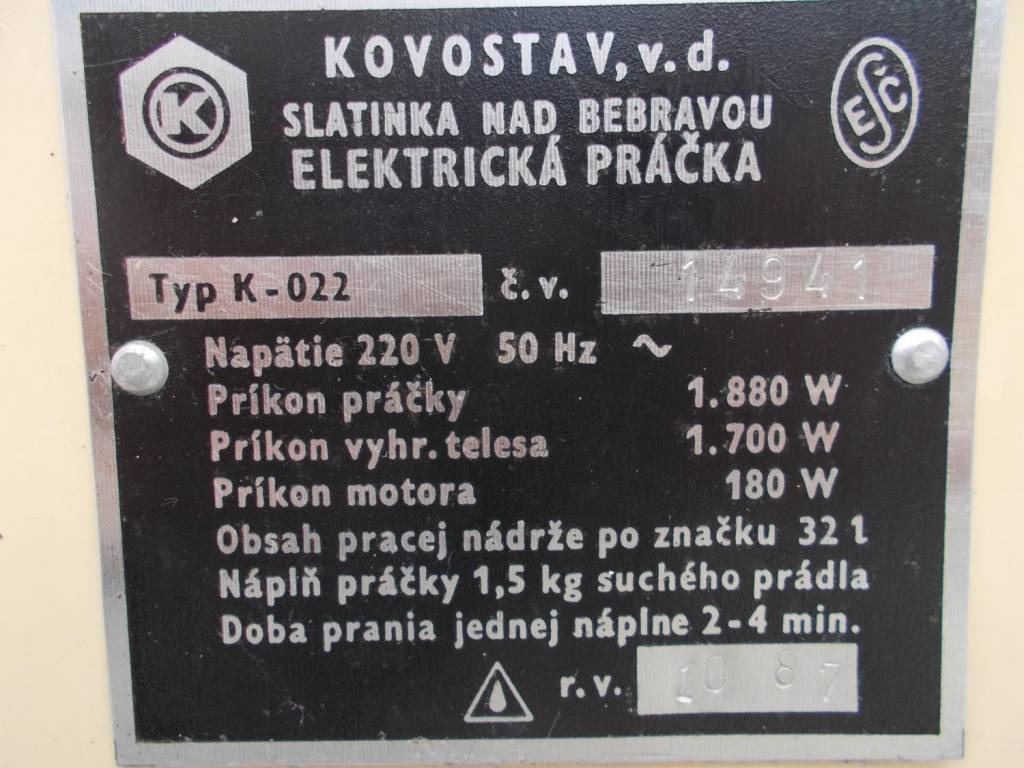 K
KOVOSTAV, v. d.
SLATINKA NAD BEBRAVOU
ELEKTRICKÁ PRÁČKA
ESČ
Typ K-022 č. v. 14941
Napätie 220 V 50 Hz ~
Príkon práčky 1.880 W
Príkon vyhr. telesa 1.700 W
Príkon motora 180 W
Obsah pracej nádrže po značku 32 l
Náplň práčky 1,5 kg suchého prádla
Doba prania jednej náplne 2-4 min.
r. v. 10 87